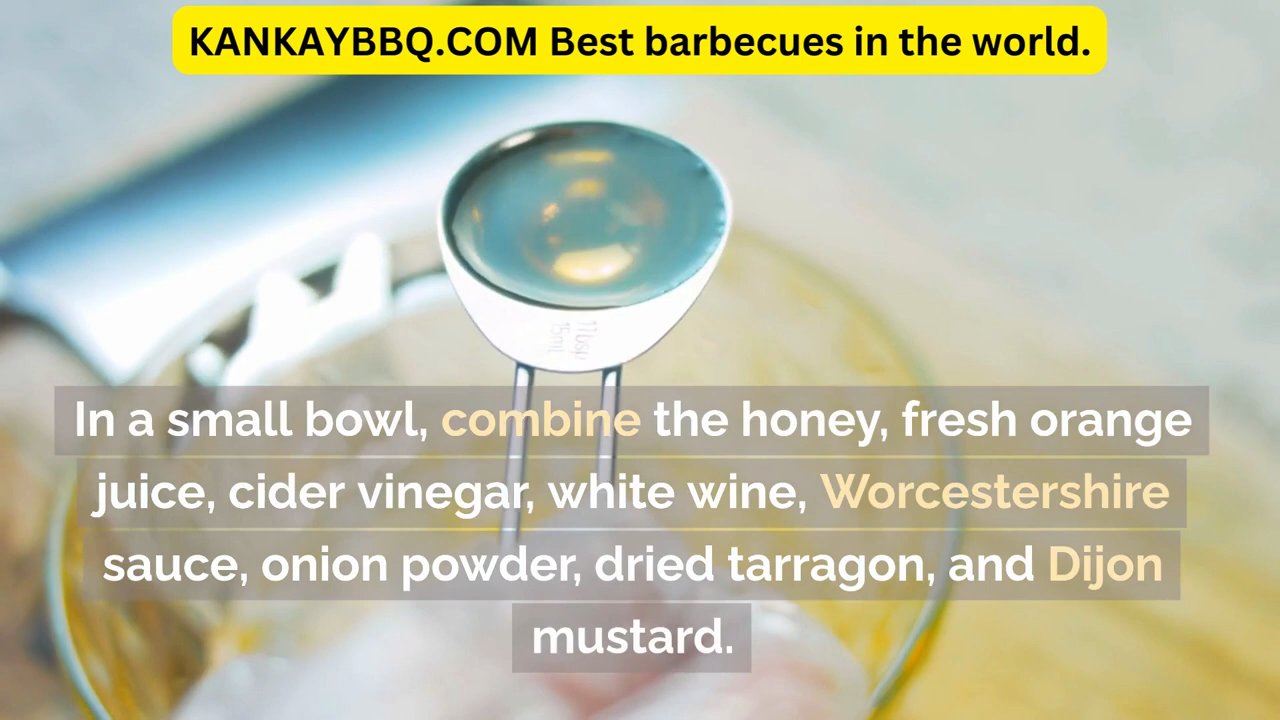 KANKAYBBQ.COM Best barbecues in the world.
In a small bowl, combine the honey, fresh orange
juice, cider vinegar, white wine, Worcestershire
sauce, onion powder, dried tarragon, and Dijon
mustard.